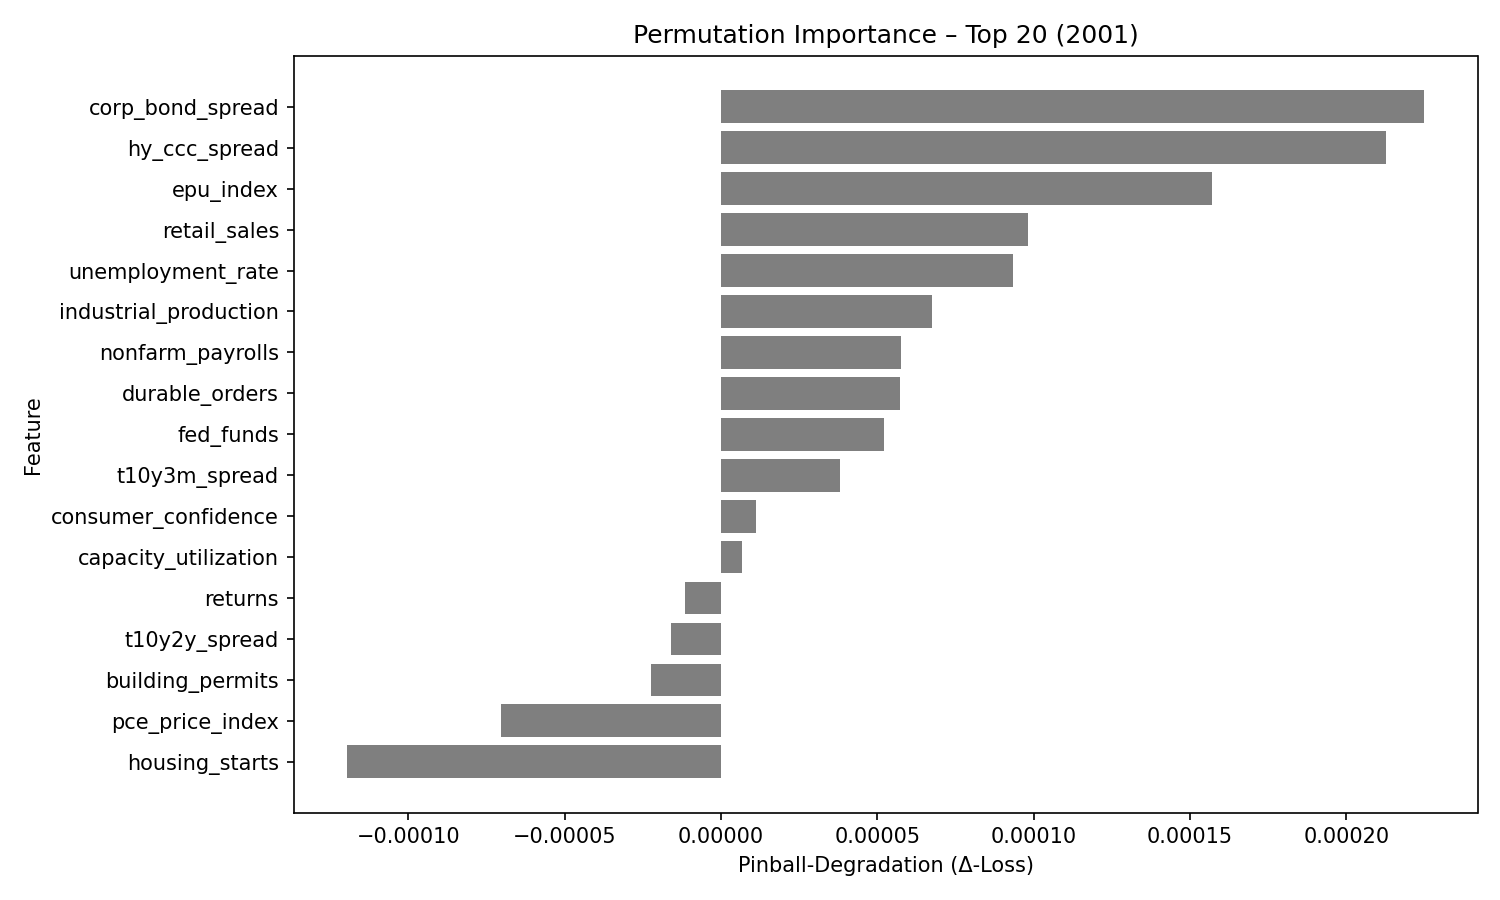 Permutation Importance – Top 20 (2001)
corp_bond_spread
hy_ccc_spread
epu_index
retail_sales
unemployment_rate
industrial_production
nonfarm_payrolls
durable_orders
fed_funds
t10y3m_spread
consumer_confidence
capacity_utilization
returns
t10y2y_spread
building_permits
pce_price_index
housing_starts
Feature
−0.00010 −0.00005 0.00000 0.00005 0.00010 0.00015 0.00020
Pinball-Degradation (Δ-Loss)